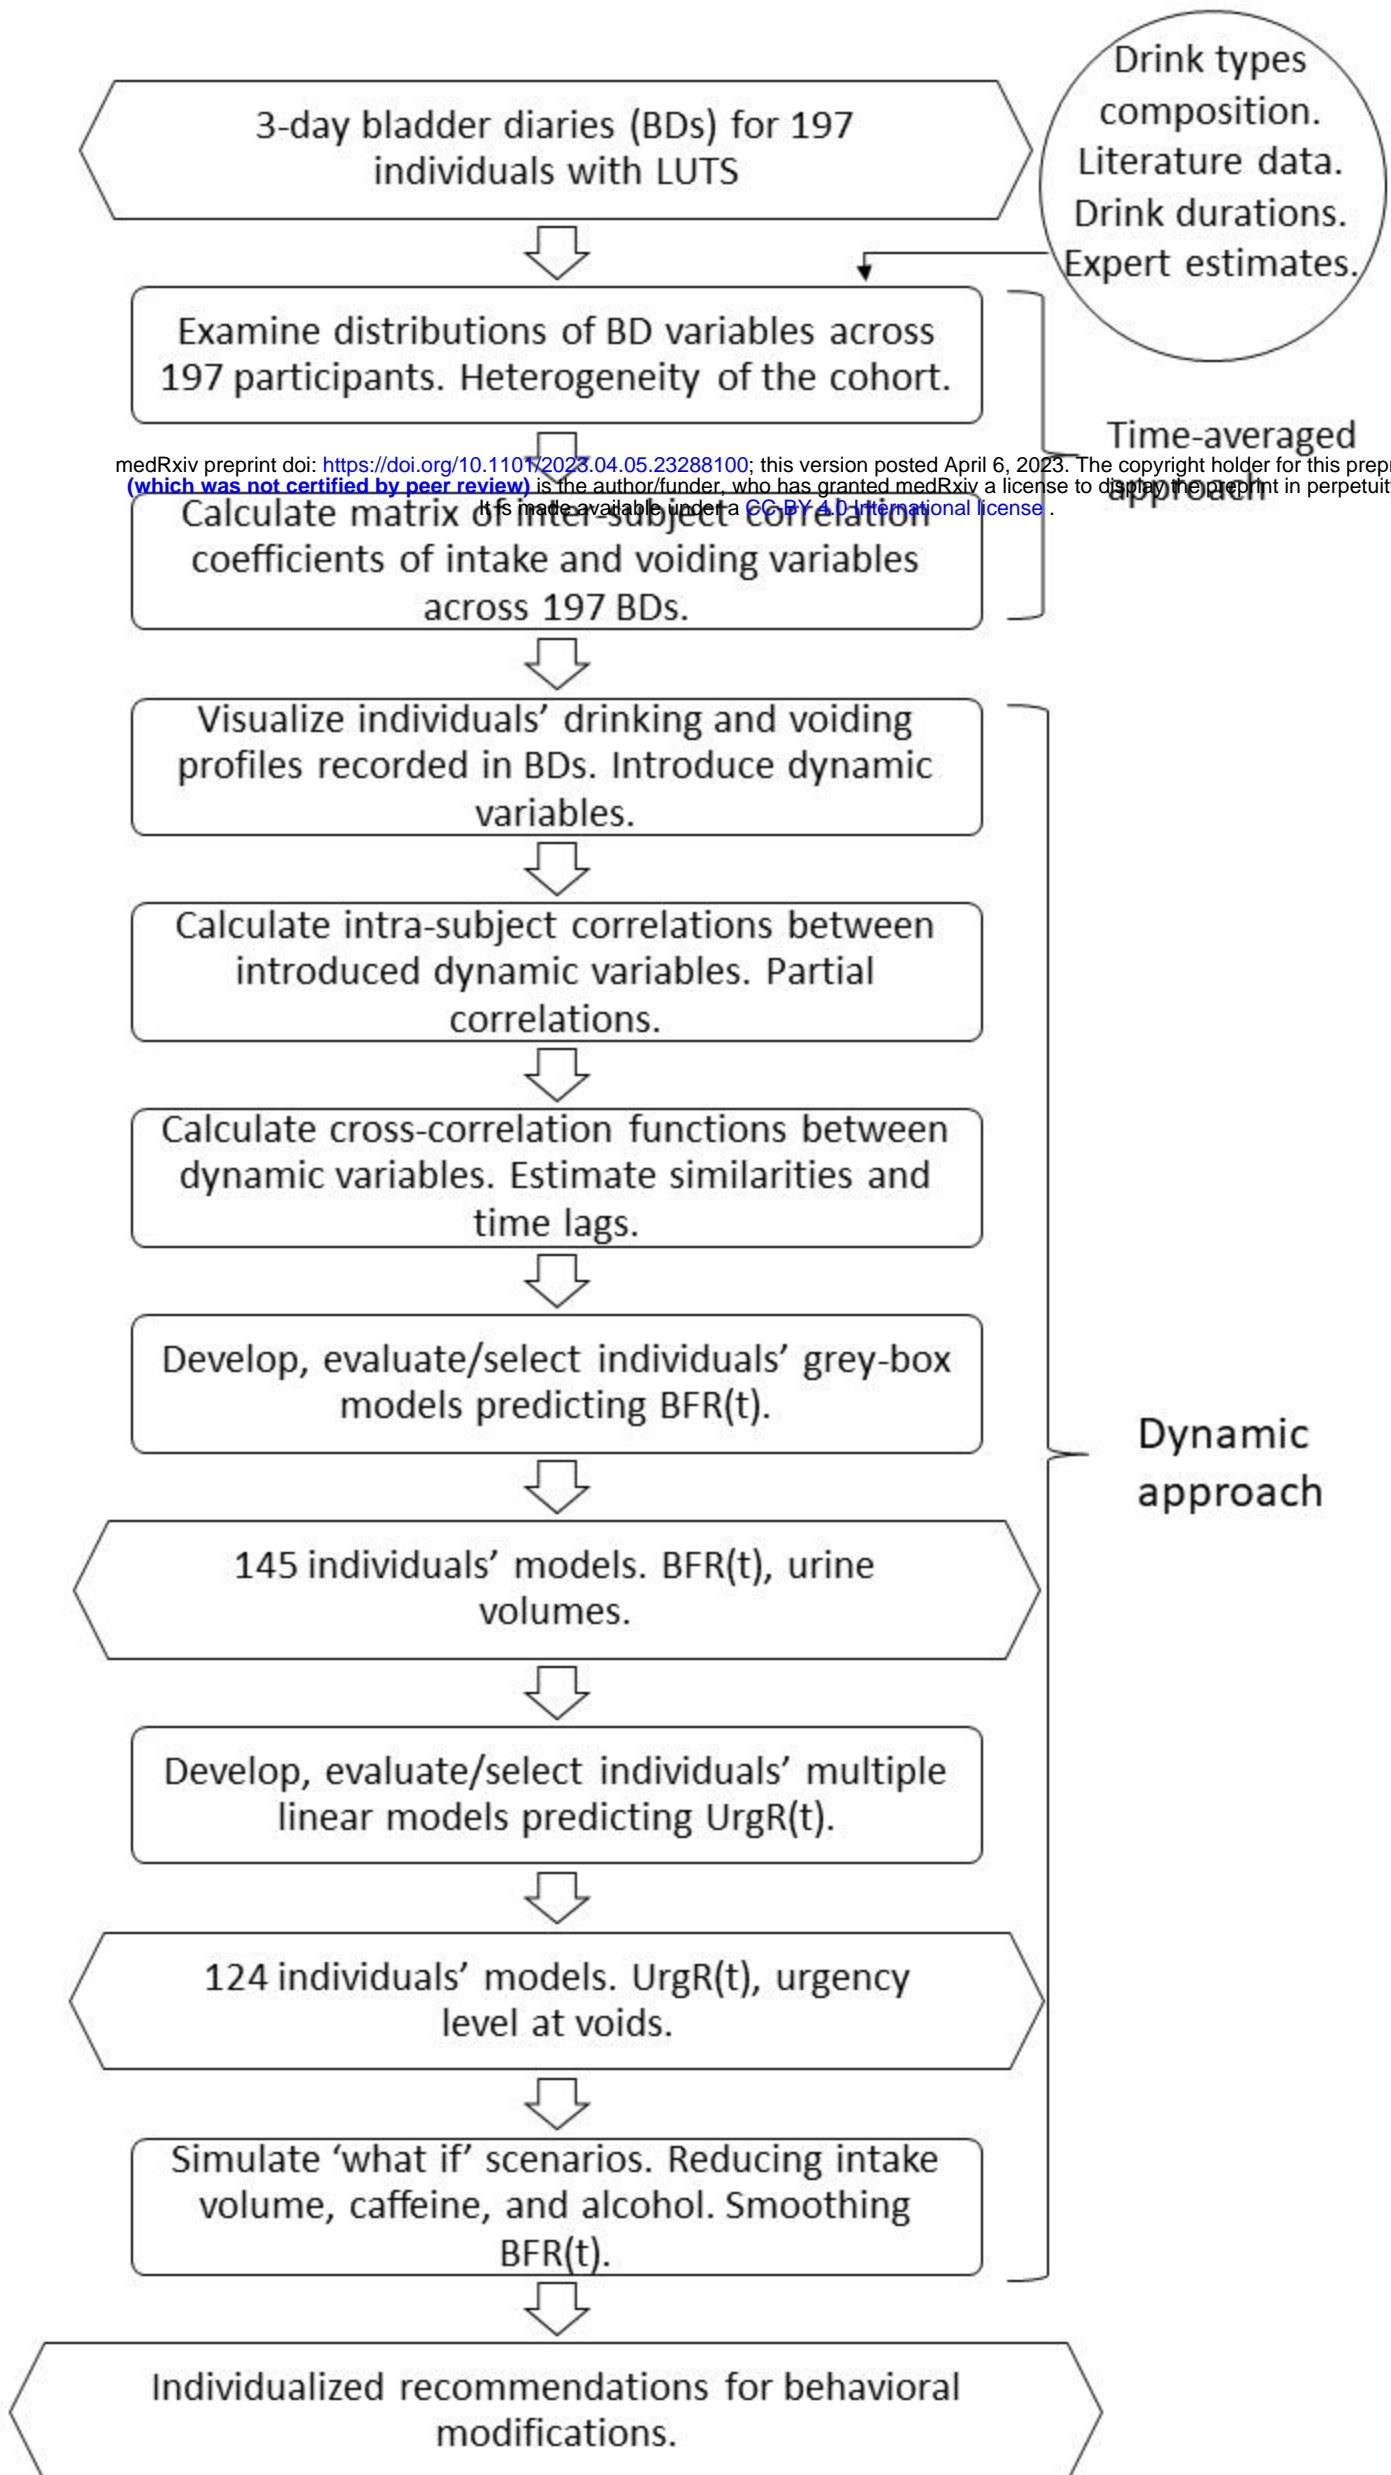 Drink types
composition.
Literature data.
Drink durations.
Expert estimates.
3-day bladder diaries (BDs) for 197
individuals with LUTS
Examine distributions of BD variables across
197 participants. Heterogeneity of the cohort.
Time-averaged
approach
medRxiv preprint doi: https://doi.org/10.1101/2023.04.05.23288100; this version posted April 6, 2023. The copyright holder for this
(which was not certified by peer review) is the author/funder, who has granted medRxiv a license to display the preprint in
It is made available under a CC-BY 4.0 International license .
Calculate matrix of inter-subject correlation
coefficients of intake and voiding variables
across 197 BDs.
Visualize individuals’ drinking and voiding
profiles recorded in BDs. Introduce dynamic
variables.
Calculate intra-subject correlations between
introduced dynamic variables. Partial
correlations.
Calculate cross-correlation functions between
dynamic variables. Estimate similarities and
time lags.
Develop, evaluate/select individuals’ grey-box
models predicting BFR(t).
Dynamic
approach
145 individuals’ models. BFR(t), urine
volumes.
Develop, evaluate/select individuals’ multiple
linear models predicting UrgR(t).
124 individuals’ models. UrgR(t), urgency
level at voids.
Simulate ‘what if’ scenarios. Reducing intake
volume, caffeine, and alcohol. Smoothing
BFR(t).
Individualized recommendations for behavioral
modifications.